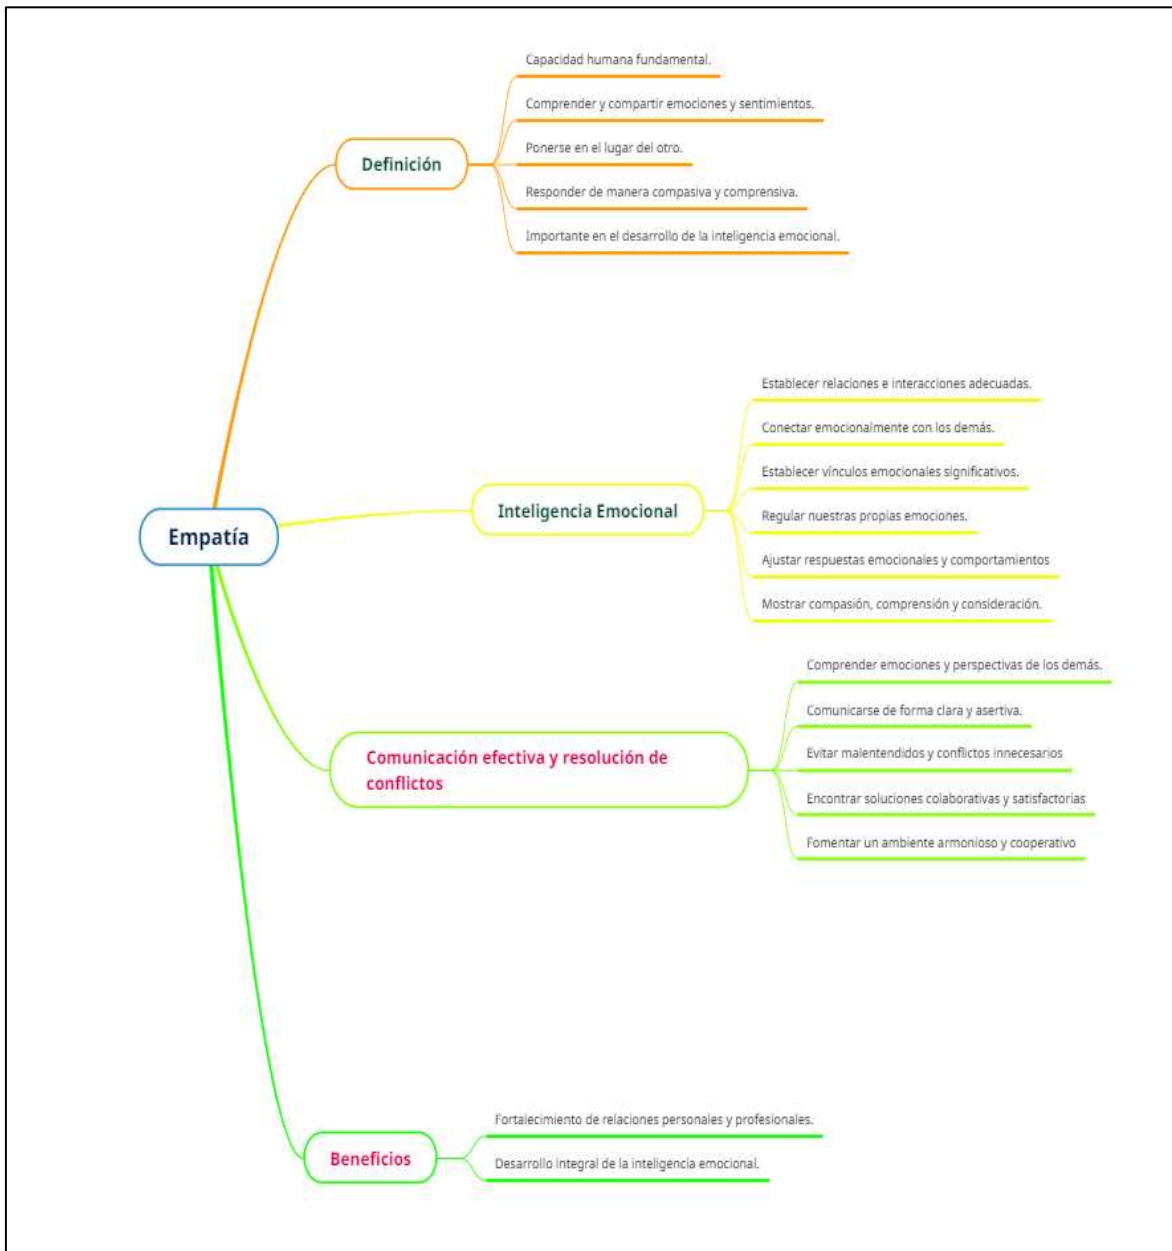 Empatía
Definición
Capacidad humana fundamental.
Comprender y compartir emociones y sentimientos.
Ponerse en el lugar del otro.
Responder de manera compasiva y comprensiva.
Importante en el desarrollo de la inteligencia emocional.
Inteligencia Emocional
Establecer relaciones e interacciones adecuadas.
Conectar emocionalmente con los demás.
Establecer vínculos emocionales significativos.
Regular nuestras propias emociones.
Ajustar respuestas emocionales y comportamientos
Mostrar compasión, comprensión y consideración.
Comunicación efectiva y resolución de
conflictos
Comprender emociones y perspectivas de los demás.
Comunicarse de forma clara y asertiva.
Evitar malentendidos y conflictos innecesarios
Encontrar soluciones colaborativas y satisfactorias
Fomentar un ambiente armonioso y cooperativo
Beneficios
Fortalecimiento de relaciones personales y profesionales.
Desarrollo integral de la inteligencia emocional.